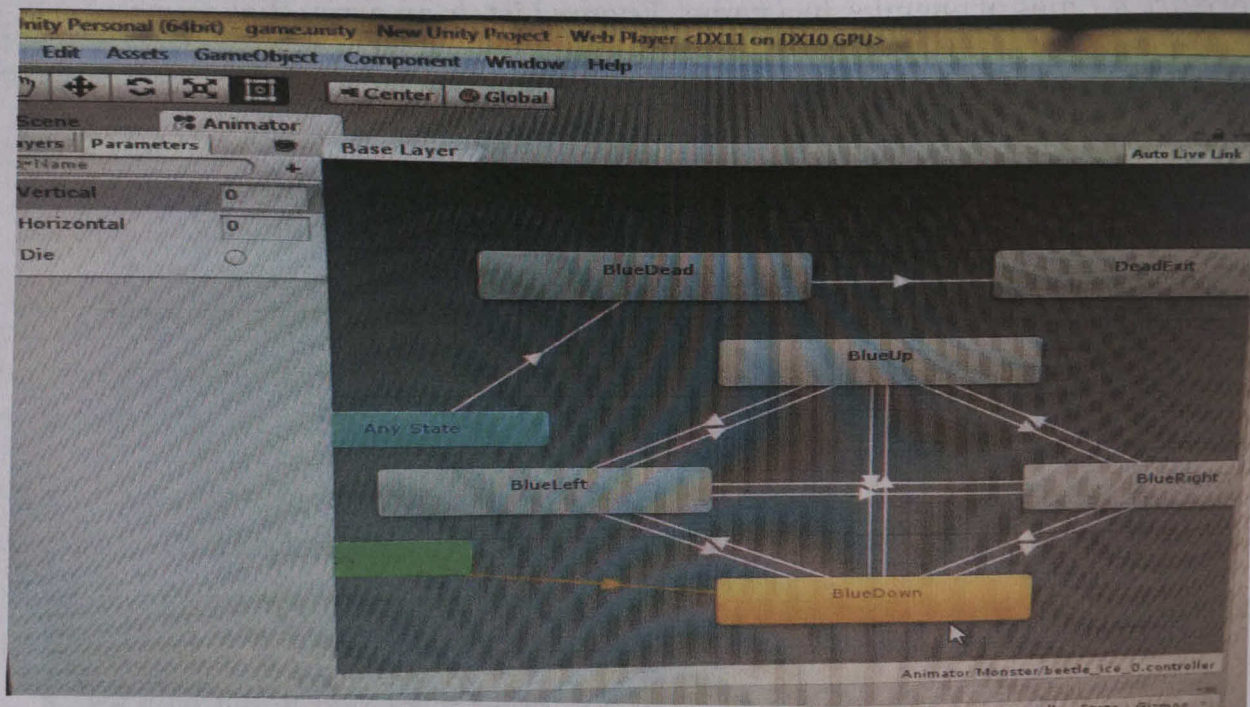 nity Personal (64bit) - game.unity - New Unity Project - Web Player <DX11 on DX10 GPU>
Edit Assets GameObject Component Window Help
Center Global
Scene Animator
ayers Parameters
Base Layer Auto Live Link
Name
Vertical 0
Horizontal 0
Die
BlueDead DeadExit
BlueUp
Any State
BlueLeft BlueRight
BlueDown
Animator/Monster/beetle_ice_0.controller
Gizmos